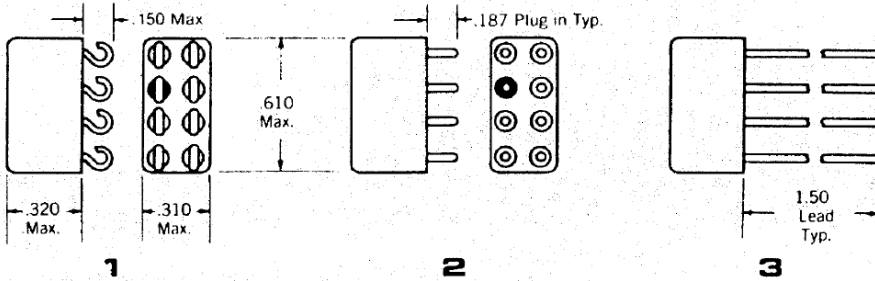 .150 Max
.187 Plug in Typ.
.610
Max.
.320
Max.
.310
Max.
1.50
Lead
Typ.
1
2
3